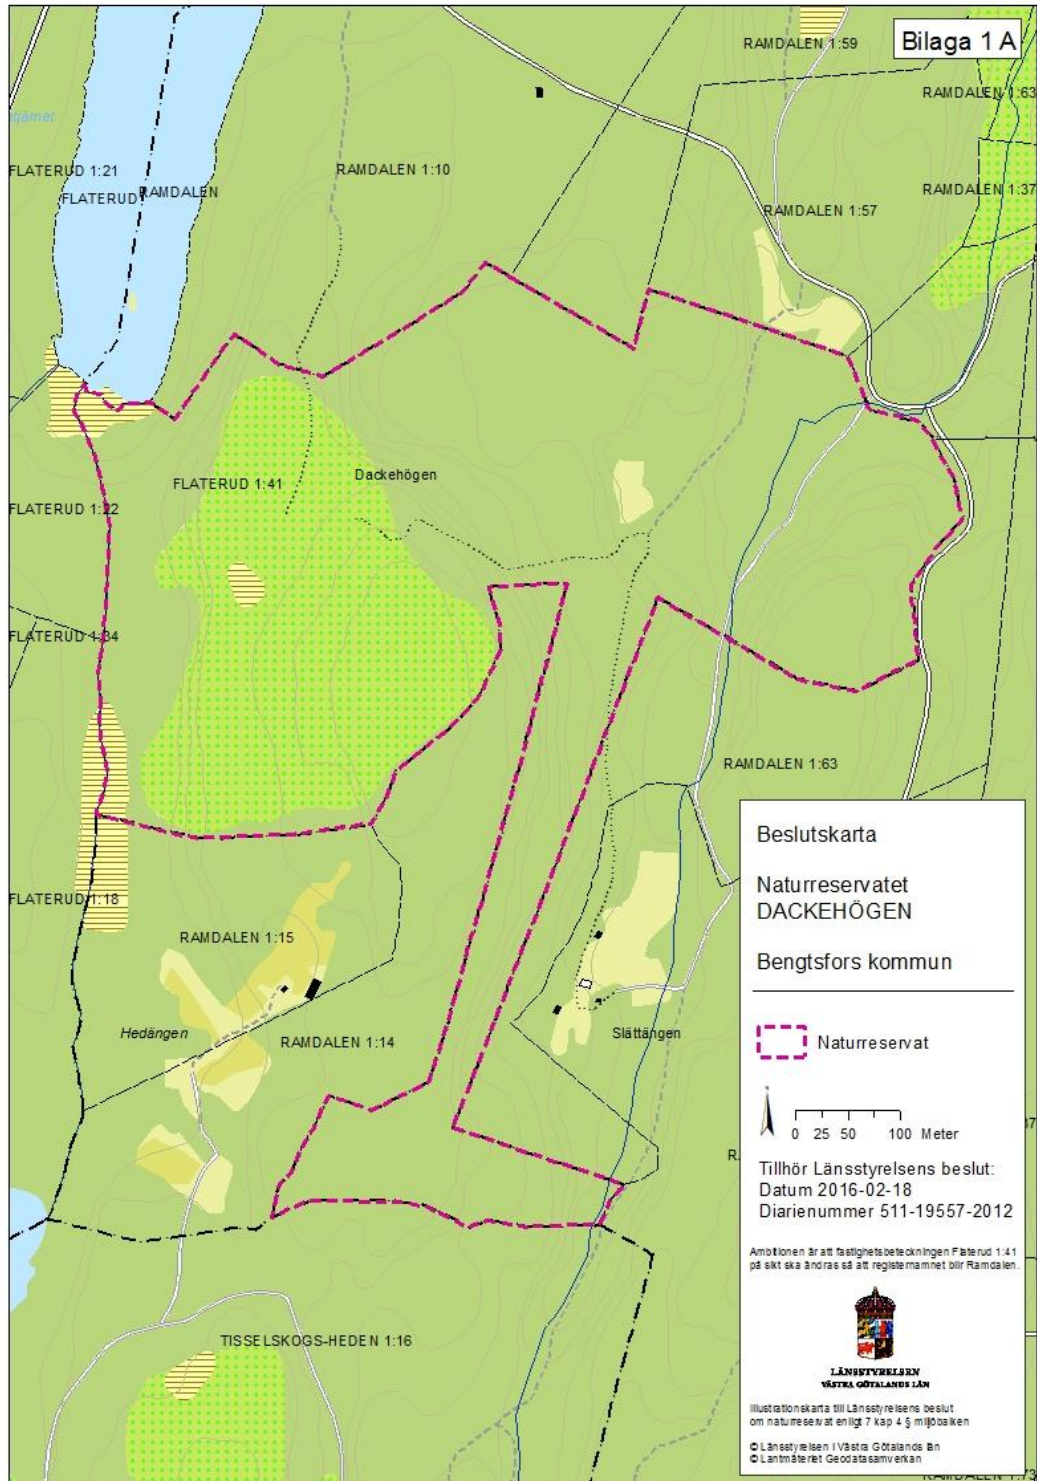 Bilaga 1 A
RAMDALEN 1:59
RAMDALEN 1:63
FLATERUD 1:21
RAMDALEN 1:10
FLATERUD
RAMDALEN
RAMDALEN 1:37
RAMDALEN 1:57
Dackehögen
FLATERUD 1:41
FLATERUD 1:22
FLATERUD 1:34
RAMDALEN 1:63
FLATERUD 1:18
RAMDALEN 1:15
Hedängen
RAMDALEN 1:14
Slättängen
TISSELSKOGS-HEDEN 1:16
Beslutskarta
Naturreservatet
DACKEHÖGEN
Bengtsfors kommun
Naturreservat
0 25 50 100 Meter
Tillhör Länsstyrelsens beslut:
Datum 2016-02-18
Diarienummer 511-19557-2012
Ambitionen är att fastighetsbeteckningen Flaterud 1:41
på sikt ska ändras så att registernamnet blir Ramdalen.
LÄNSSTYRELSEN
VÄSTRA GÖTALANDS LÄN
Illustrationskarta till Länsstyrelsens beslut
om naturreservat enligt 7 kap 4 § miljöbalken
© Länsstyrelsen i Västra Götalands län
© Lantmäteriet Geodatasamverkan